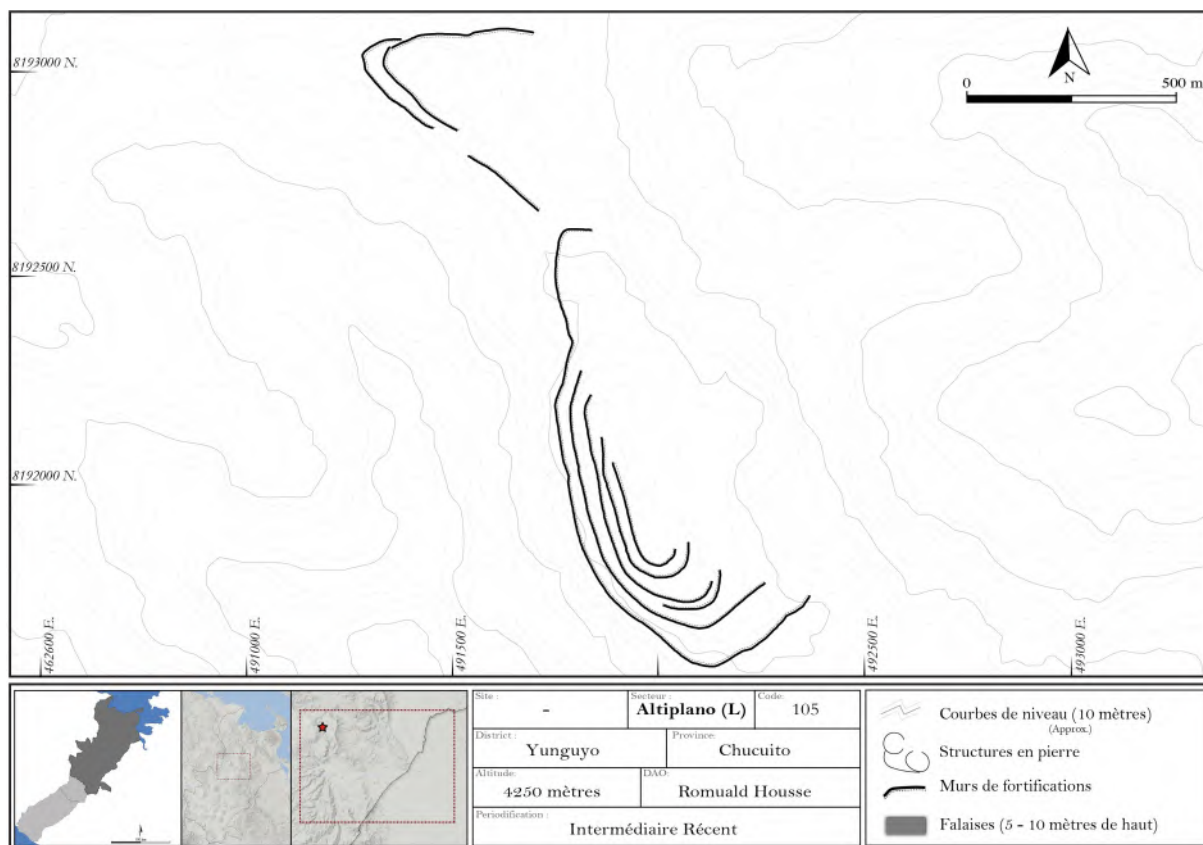 8193000 N.
8192500 N.
8192000 N.
0 500 m
N
462600 E.
491000 E.
491500 E.
492500 E.
493000 E.
Site :
-
Secteur :
Altiplano (L)
Code:
105
District :
Yunguyo
Province:
Chucuito
Altitude:
4250 mètres
DAO:
Romuald Housse
Periodification :
Intermédiaire Récent
Courbes de niveau (10 mètres)
(Approx.)
Structures en pierre
Murs de fortifications
Falaises (5 - 10 mètres de haut)